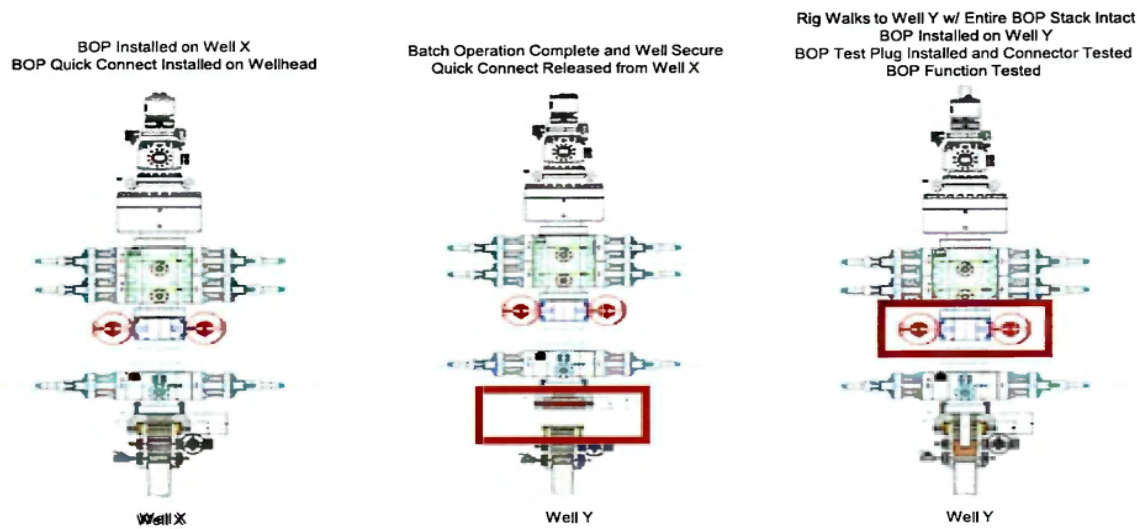 BOP Installed on Well X
BOP Quick Connect Installed on Wellhead
Well X
Batch Operation Complete and Well Secure
Quick Connect Released from Well X
Well Y
Rig Walks to Well Y w/ Entire BOP Stack Intact
BOP Installed on Well Y
BOP Test Plug Installed and Connector Tested
BOP Function Tested
Well Y